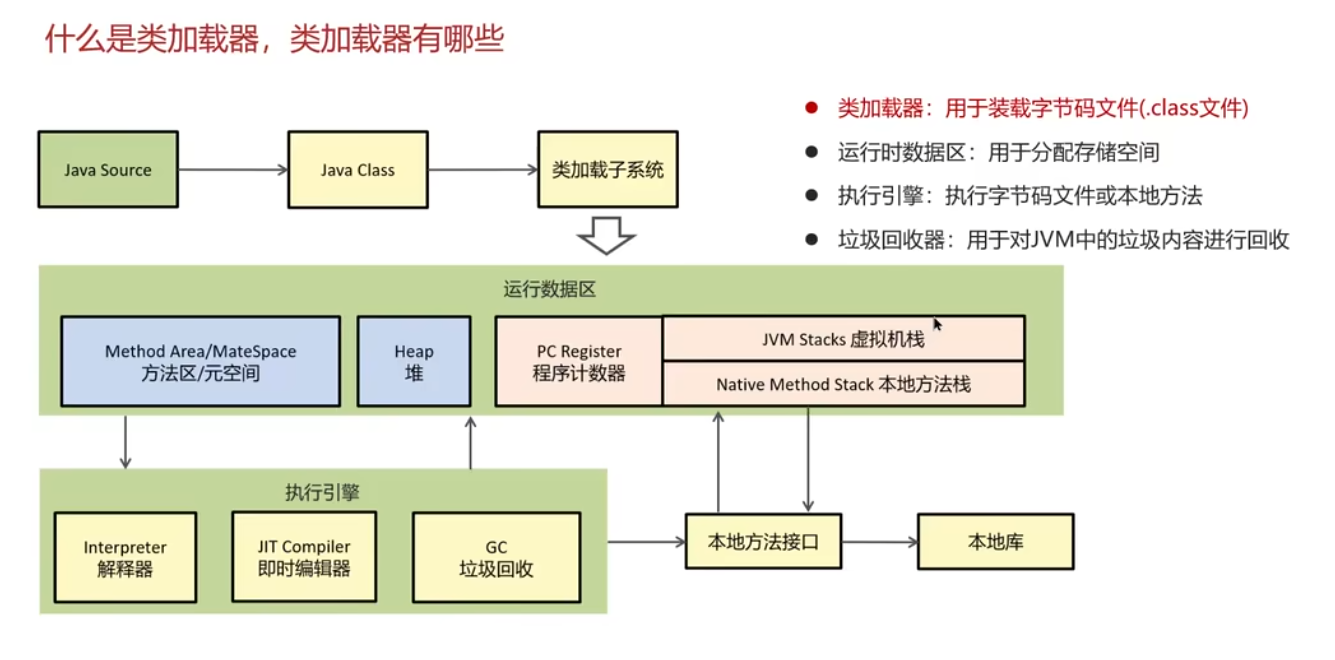 什么是类加载器，类加载器有哪些
类加载器：用于装载字节码文件(.class文件)
运行时数据区：用于分配存储空间
执行引擎：执行字节码文件或本地方法
垃圾回收器：用于对JVM中的垃圾内容进行回收
Java Source
Java Class
类加载子系统
运行数据区
Method Area/MateSpace
方法区/元空间
Heap
堆
PC Register
程序计数器
JVM Stacks 虚拟机栈
Native Method Stack 本地方法栈
执行引擎
Interpreter
解释器
JIT Compiler
即时编辑器
GC
垃圾回收
本地方法接口
本地库